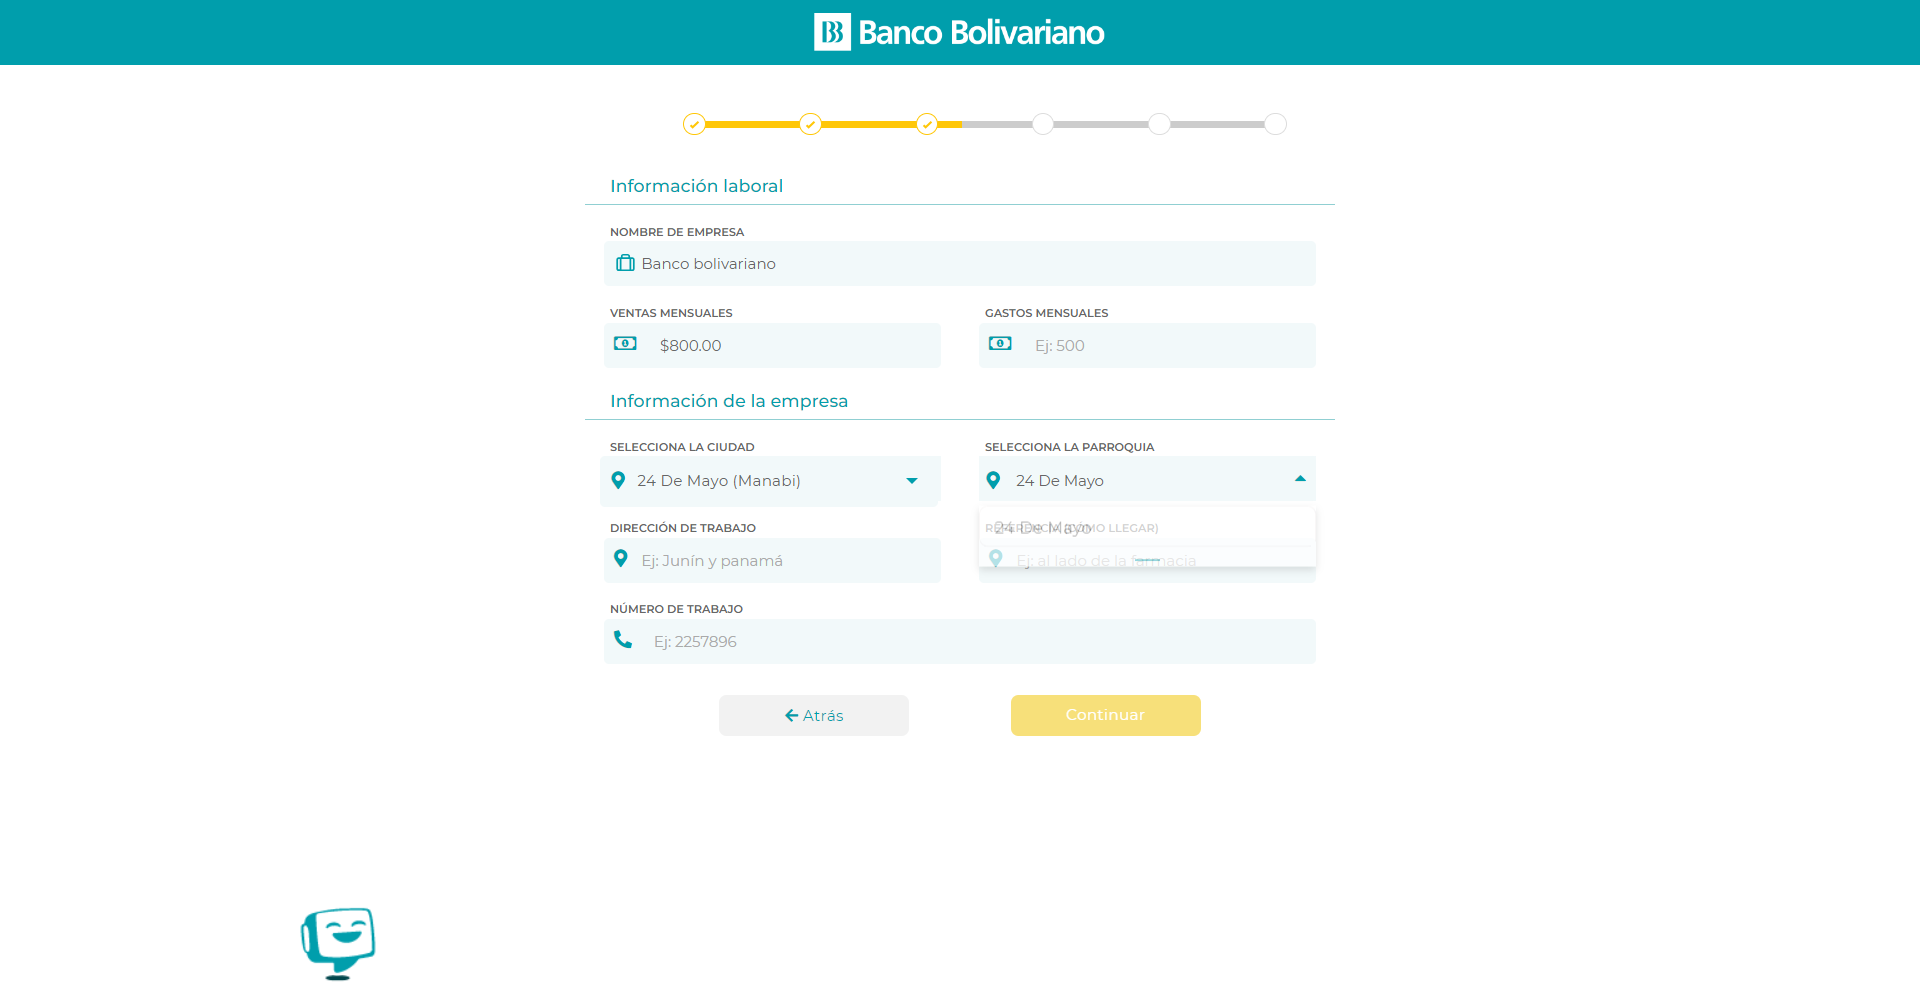 Banco Bolivariano
Información laboral
NOMBRE DE EMPRESA
Banco bolivariano
VENTAS MENSUALES
GASTOS MENSUALES
$800.00
Ej: 500
Información de la empresa
SELECCIONA LA CIUDAD
SELECCIONA LA PARROQUIA
24 De Mayo (Manabi)
24 De Mayo
DIRECCIÓN DE TRABAJO
REFERENCIA (COMO LLEGAR)
24 De Mayo
Ej: Junín y panamá
Ej: al lado de la farmacia
NÚMERO DE TRABAJO
Ej: 2257896
Atrás
Continuar